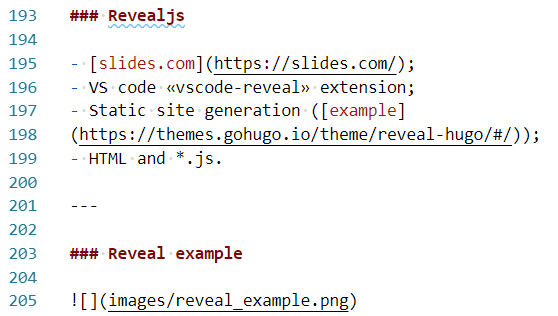 193 ### Revealjs
194
195 - [slides.com](https://slides.com/);
196 - VS code «vscode-reveal» extension;
197 - Static site generation ([example]
198 (https://themes.gohugo.io/theme/reveal-hugo/#/));
199 - HTML and *.js.
200
201 ---
202
203 ### Reveal example
204
205 ![](images/reveal_example.png)